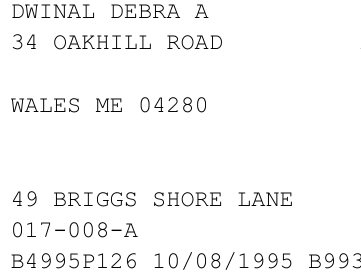 DWINAL DEBRA A
34 OAKHILL ROAD
WALES ME 04280
49 BRIGGS SHORE LANE
017-008-A
B4995P126 10/08/1995 B993